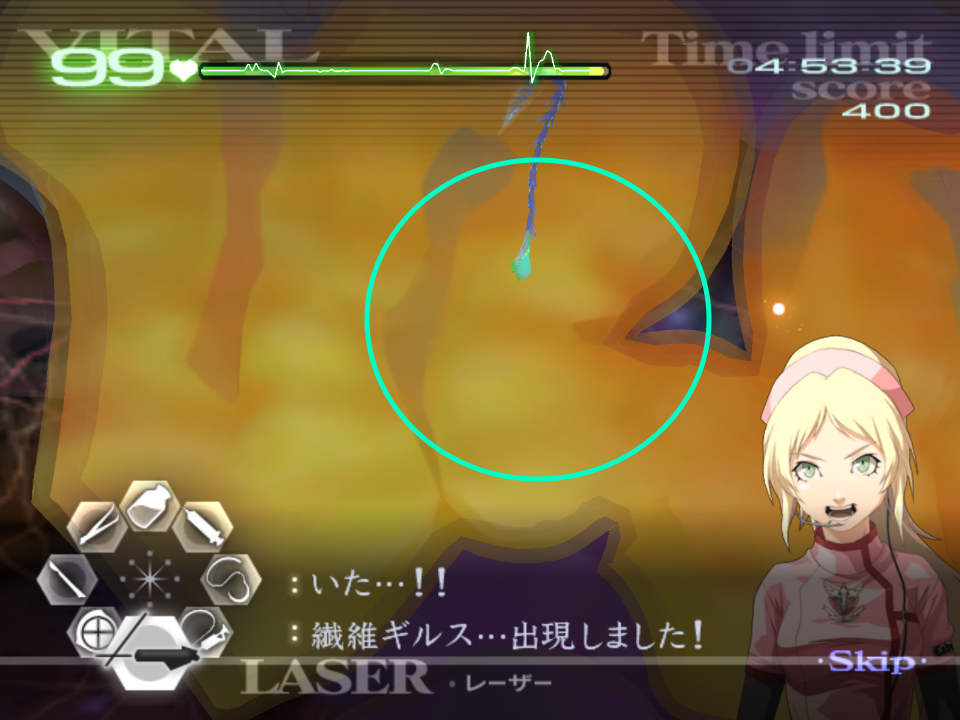 VITAL
99
Time limit
04:53:39
score
400
：いた…！！
：繊維ギルス…出現しました！
LASER ・レーザー
・Skip・